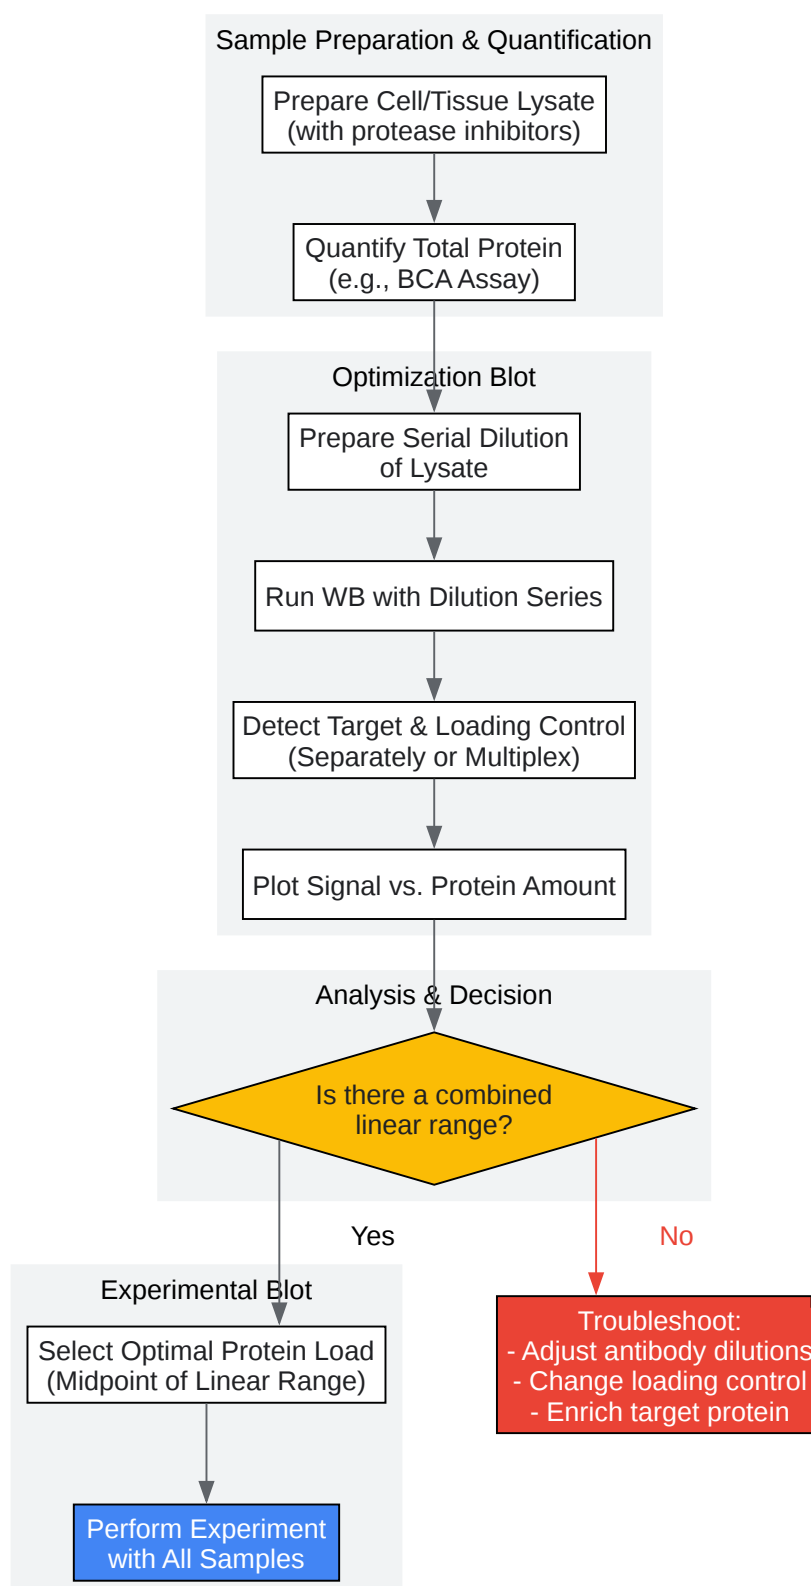 Sample Preparation & Quantification
Prepare Cell/Tissue Lysate
(with protease inhibitors)
Quantify Total Protein
(e.g., BCA Assay)
Optimization Blot
Prepare Serial Dilution
of Lysate
Run WB with Dilution Series
Detect Target & Loading Control
(Separately or Multiplex)
Plot Signal vs. Protein Amount
Analysis & Decision
Is there a combined
linear range?
Yes
No
Experimental Blot
Select Optimal Protein Load
(Midpoint of Linear Range)
Perform Experiment
with All Samples
Troubleshoot:
- Adjust antibody dilutions
- Change loading control
- Enrich target protein